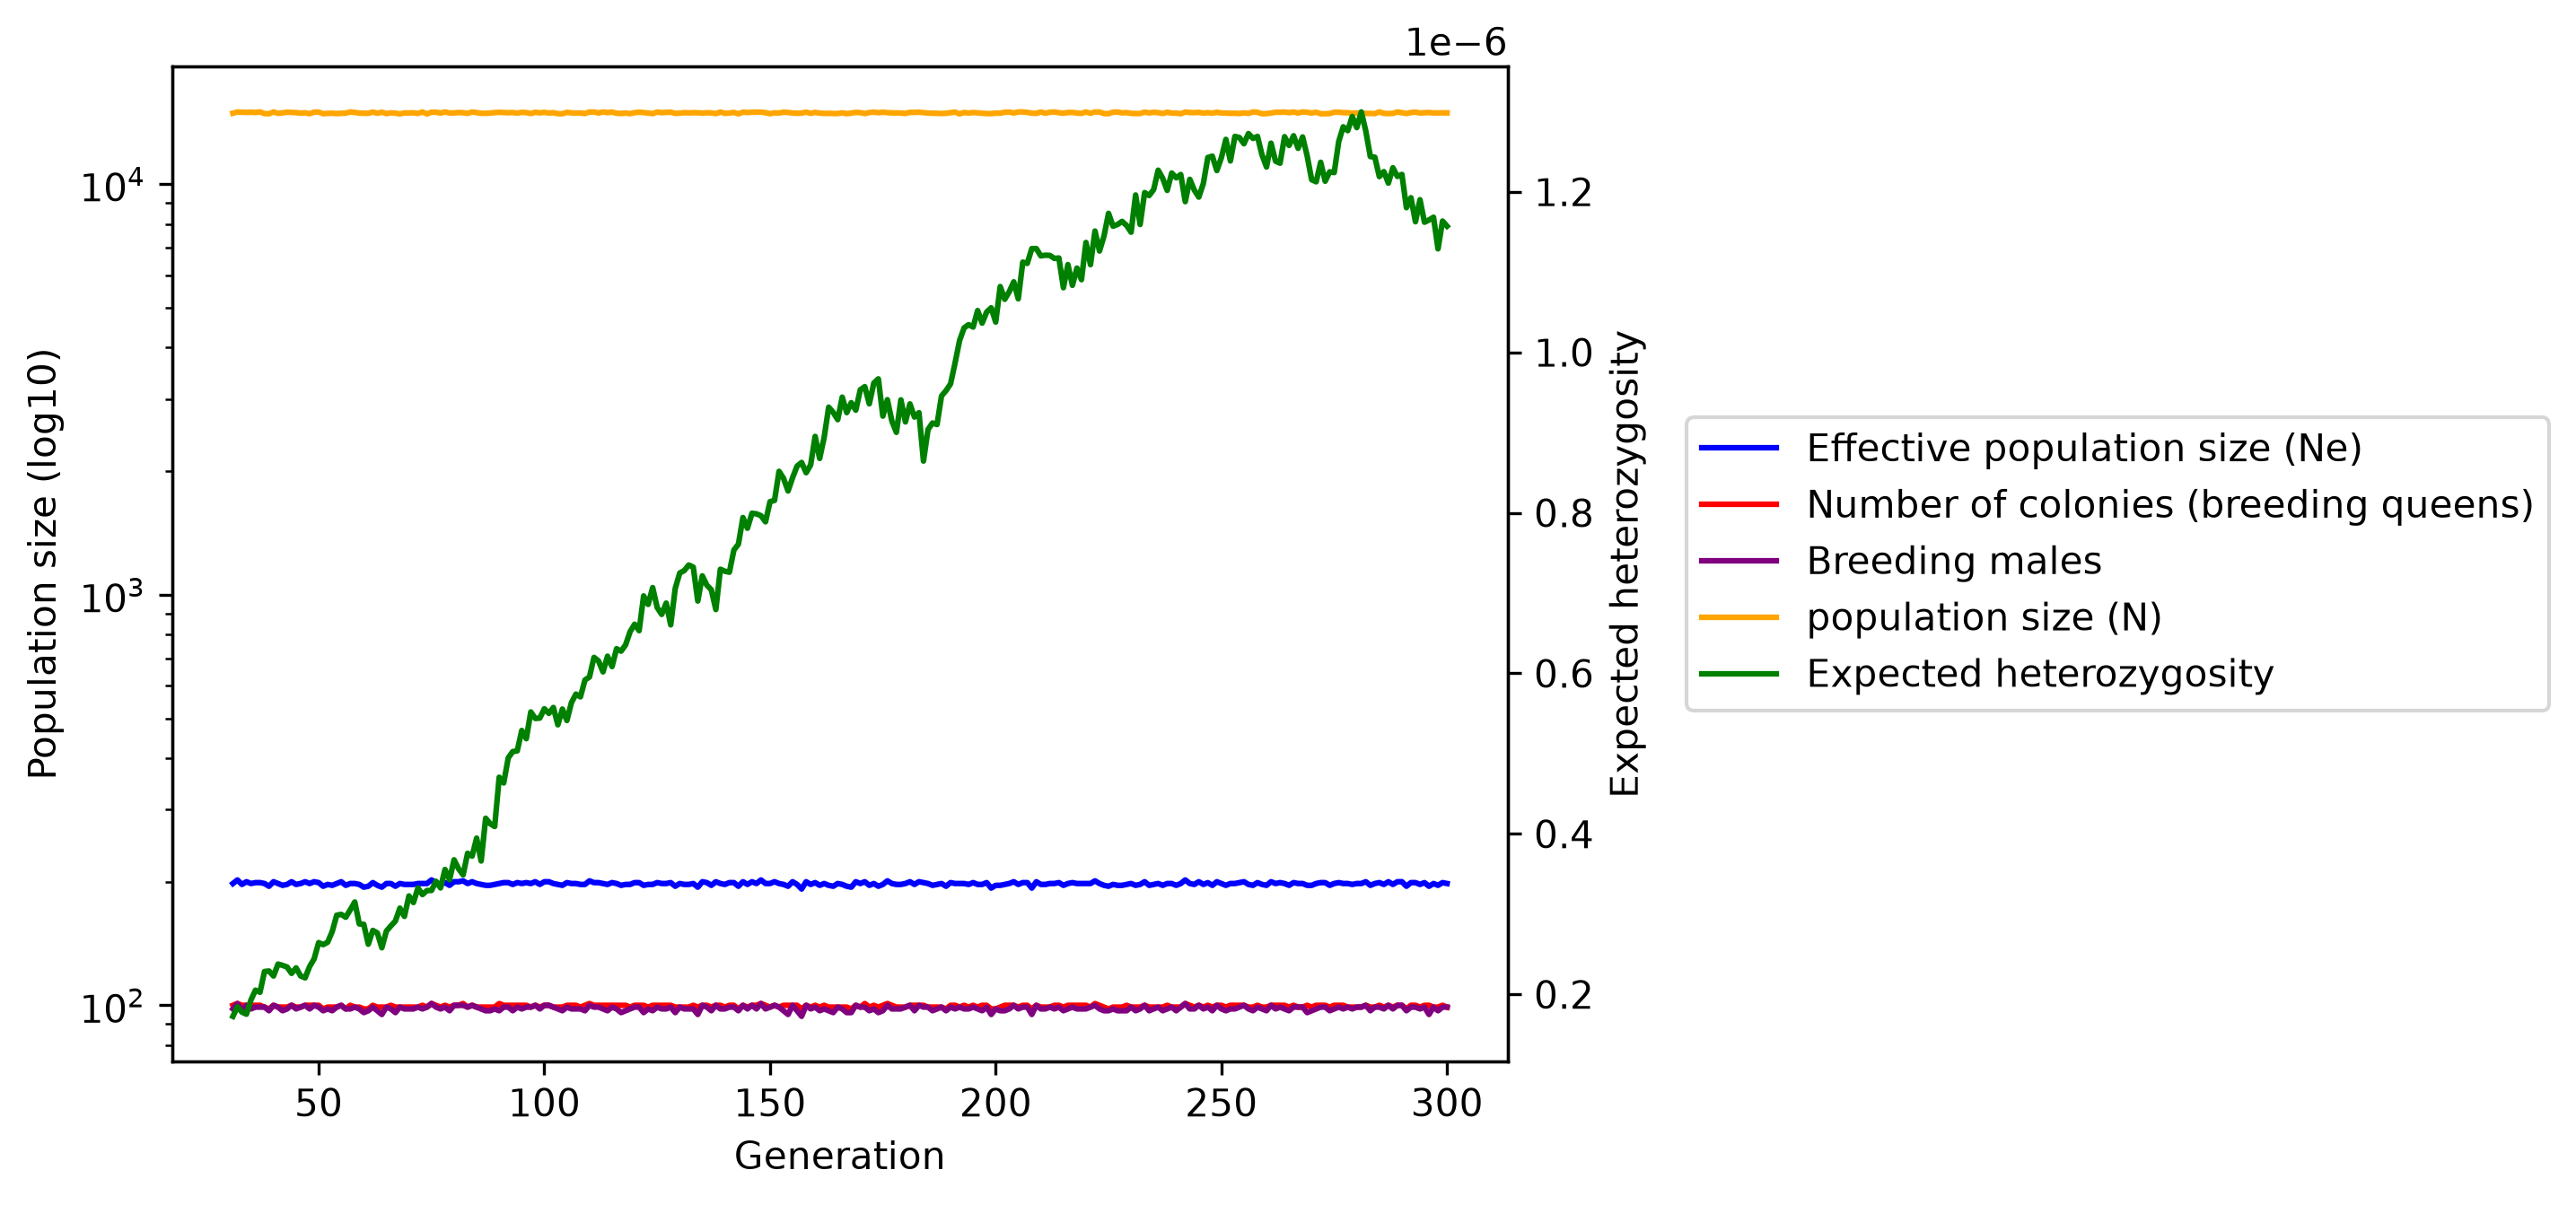 1e−6
Population size (log10)
10⁴
10³
10²
1.2
1.0
0.8
0.6
0.4
0.2
Expected heterozygosity
50 100 150 200 250 300
Generation
Effective population size (Ne)
Number of colonies (breeding queens)
Breeding males
population size (N)
Expected heterozygosity